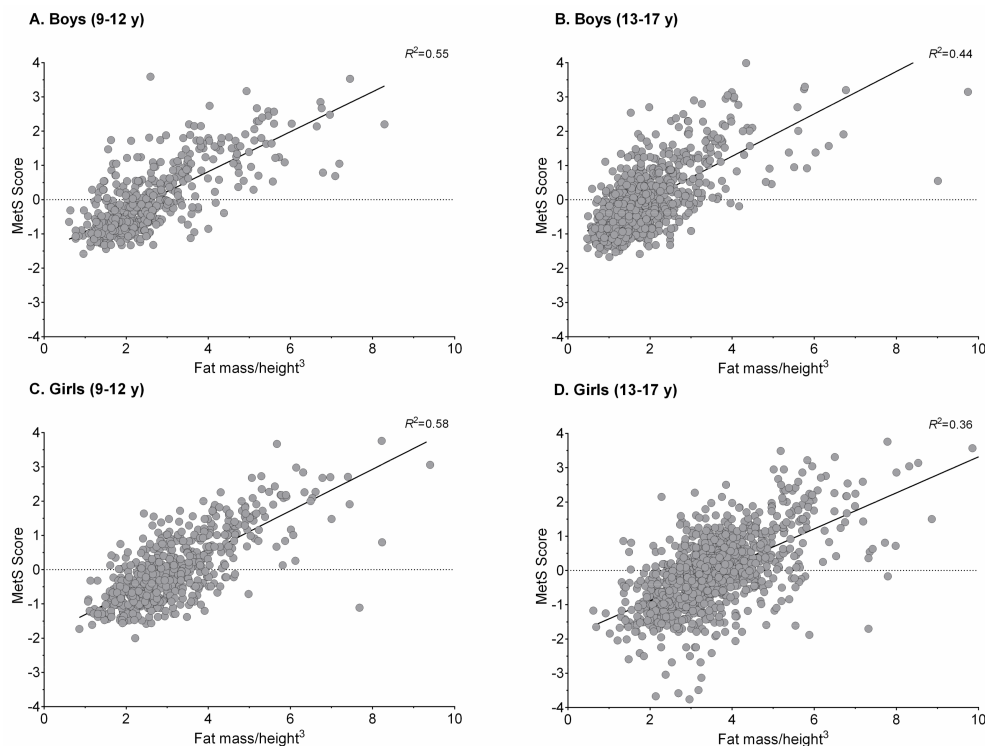 A. Boys (9-12 y)
R²=0.55
4
3
2
1
0
-1
-2
-3
-4
MetS Score
0 2 4 6 8 10
Fat mass/height³
B. Boys (13-17 y)
R²=0.44
4
3
2
1
0
-1
-2
-3
-4
MetS Score
0 2 4 6 8 10
Fat mass/height³
C. Girls (9-12 y)
R²=0.58
4
3
2
1
0
-1
-2
-3
-4
MetS Score
0 2 4 6 8 10
Fat mass/height³
D. Girls (13-17 y)
R²=0.36
4
3
2
1
0
-1
-2
-3
-4
MetS Score
0 2 4 6 8 10
Fat mass/height³